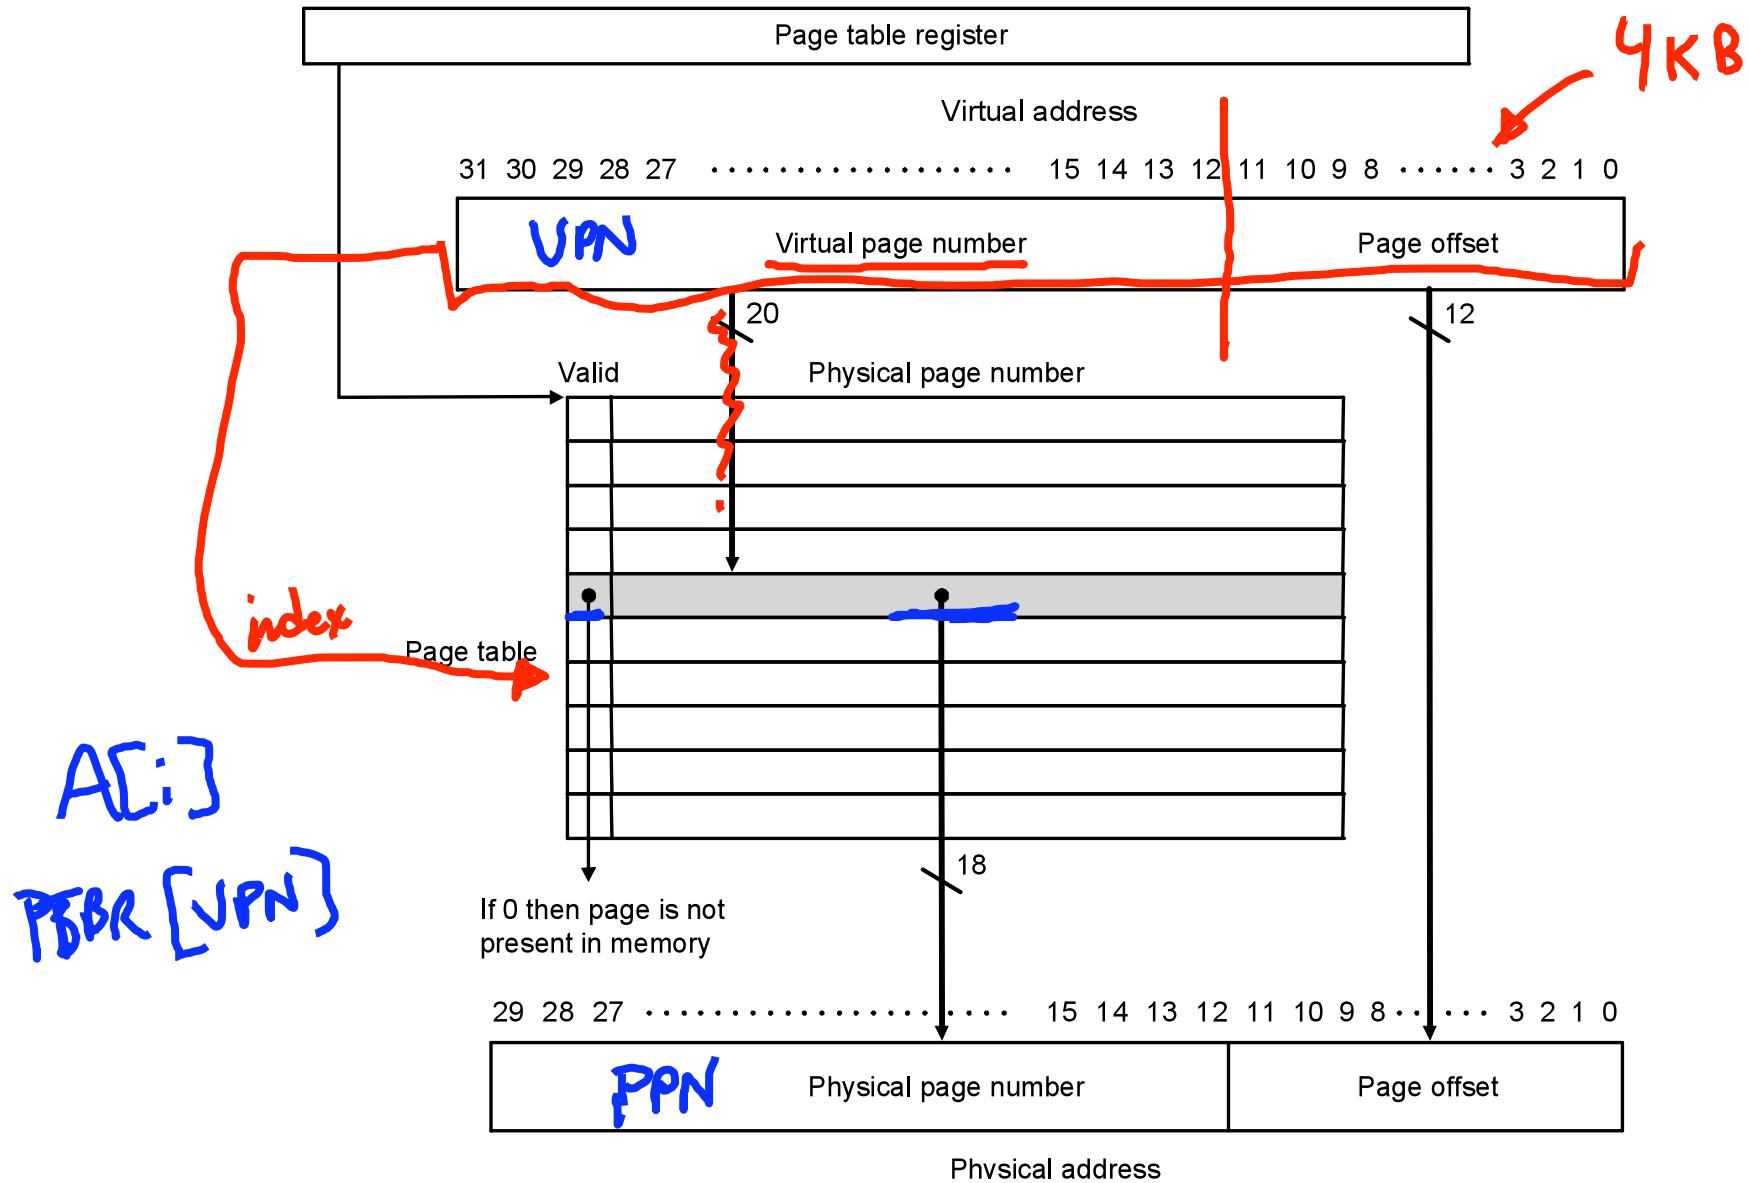 Page table register
4KB
Virtual address
31 30 29 28 27 .................... 15 14 13 12 11 10 9 8 ...... 3 2 1 0
VPN Virtual page number Page offset
20 12
Valid Physical page number
index
Page table
A[i]
18
[VPN]
If 0 then page is not
present in memory
29 28 27 .................... 15 14 13 12 11 10 9 8 ...... 3 2 1 0
PPN Physical page number Page offset
Physical address